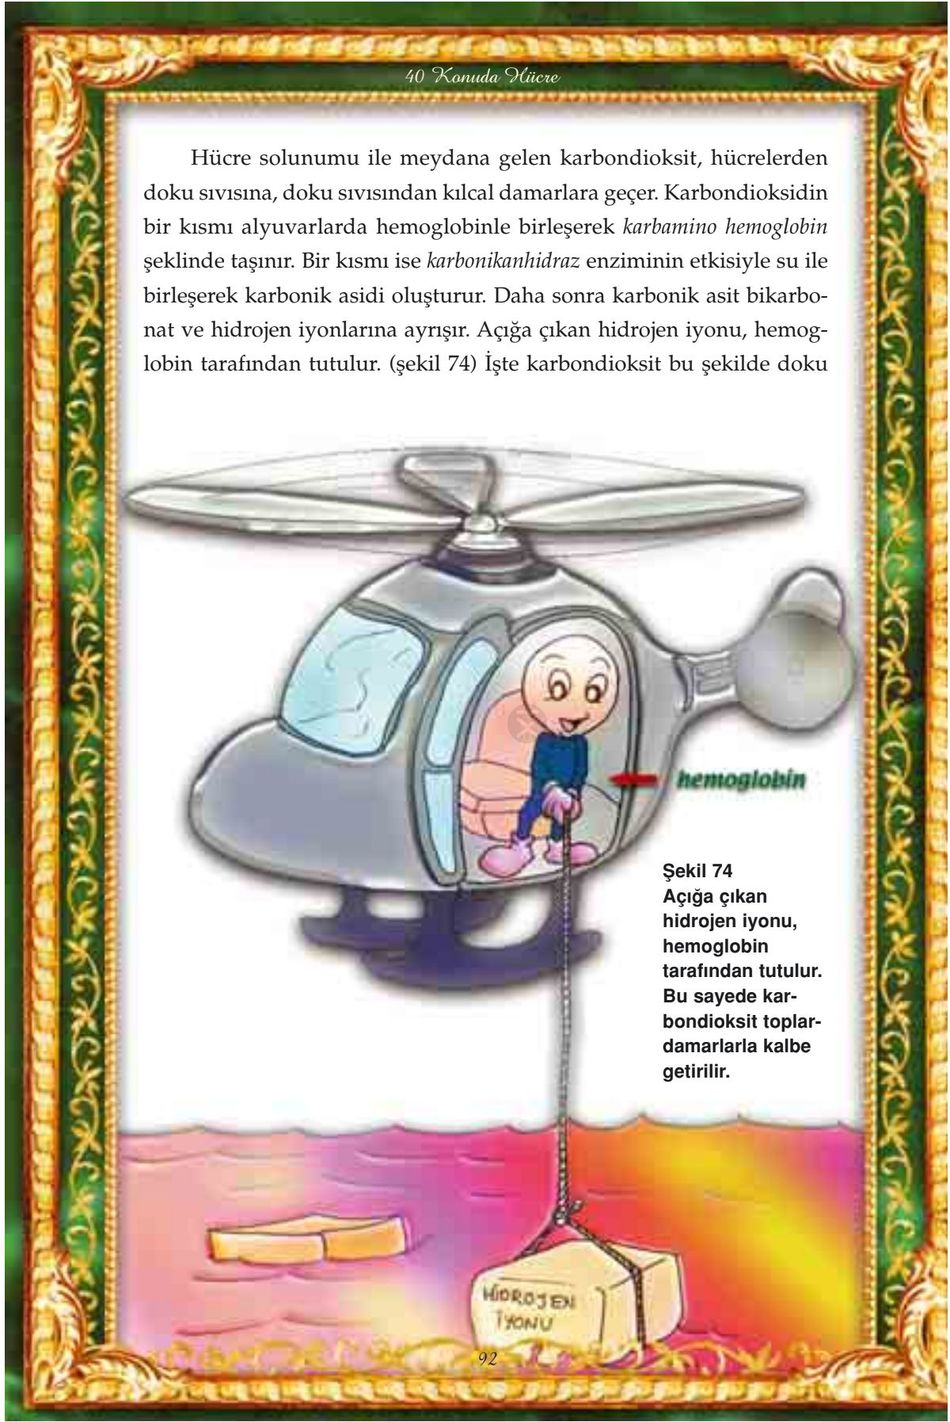 40 Konuda Hücre
Hücre solunumu ile meydana gelen karbondioksit, hücrelerden
doku sıvısına, doku sıvısından kılcal damarlara geçer. Karbondioksidin
bir kısmı alyuvarlarda hemoglobinle birleşerek karbamino hemoglobin
şeklinde taşınır. Bir kısmı ise karbonikanhidraz enziminin etkisiyle su ile
birleşerek karbonik asidi oluşturur. Daha sonra karbonik asit bikarbo-
nat ve hidrojen iyonlarına ayrışır. Açığa çıkan hidrojen iyonu, hemog-
lobin tarafından tutulur. (şekil 74) İşte karbondioksit bu şekilde doku
hemoglobin
Şekil 74
Açığa çıkan
hidrojen iyonu,
hemoglobin
tarafından tutulur.
Bu sayede kar-
bondioksit toplar-
damarlarla kalbe
getirilir.
HİDROJEN
İYONU
92